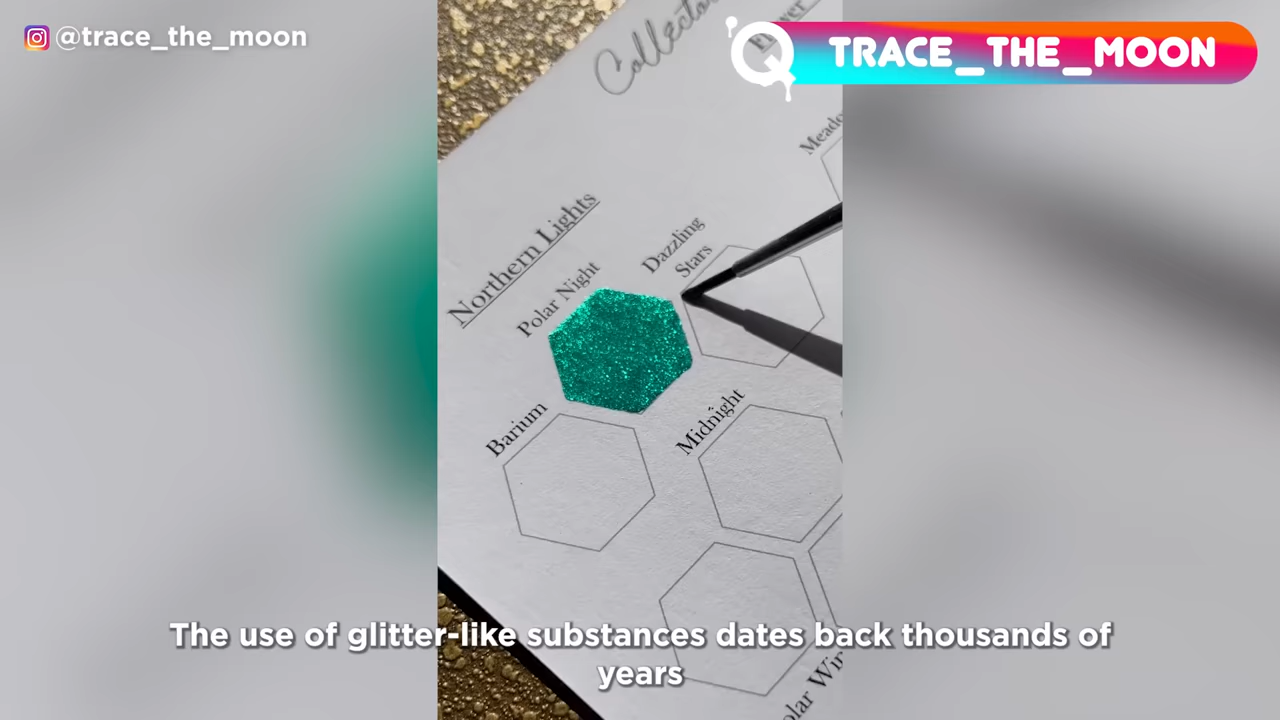 @trace_the_moon
TRACE_THE_MOON
Northern Lights
Polar Night
Dazzling
Stars
Barium
Midnight
The use of glitter-like substances dates back thousands of
years